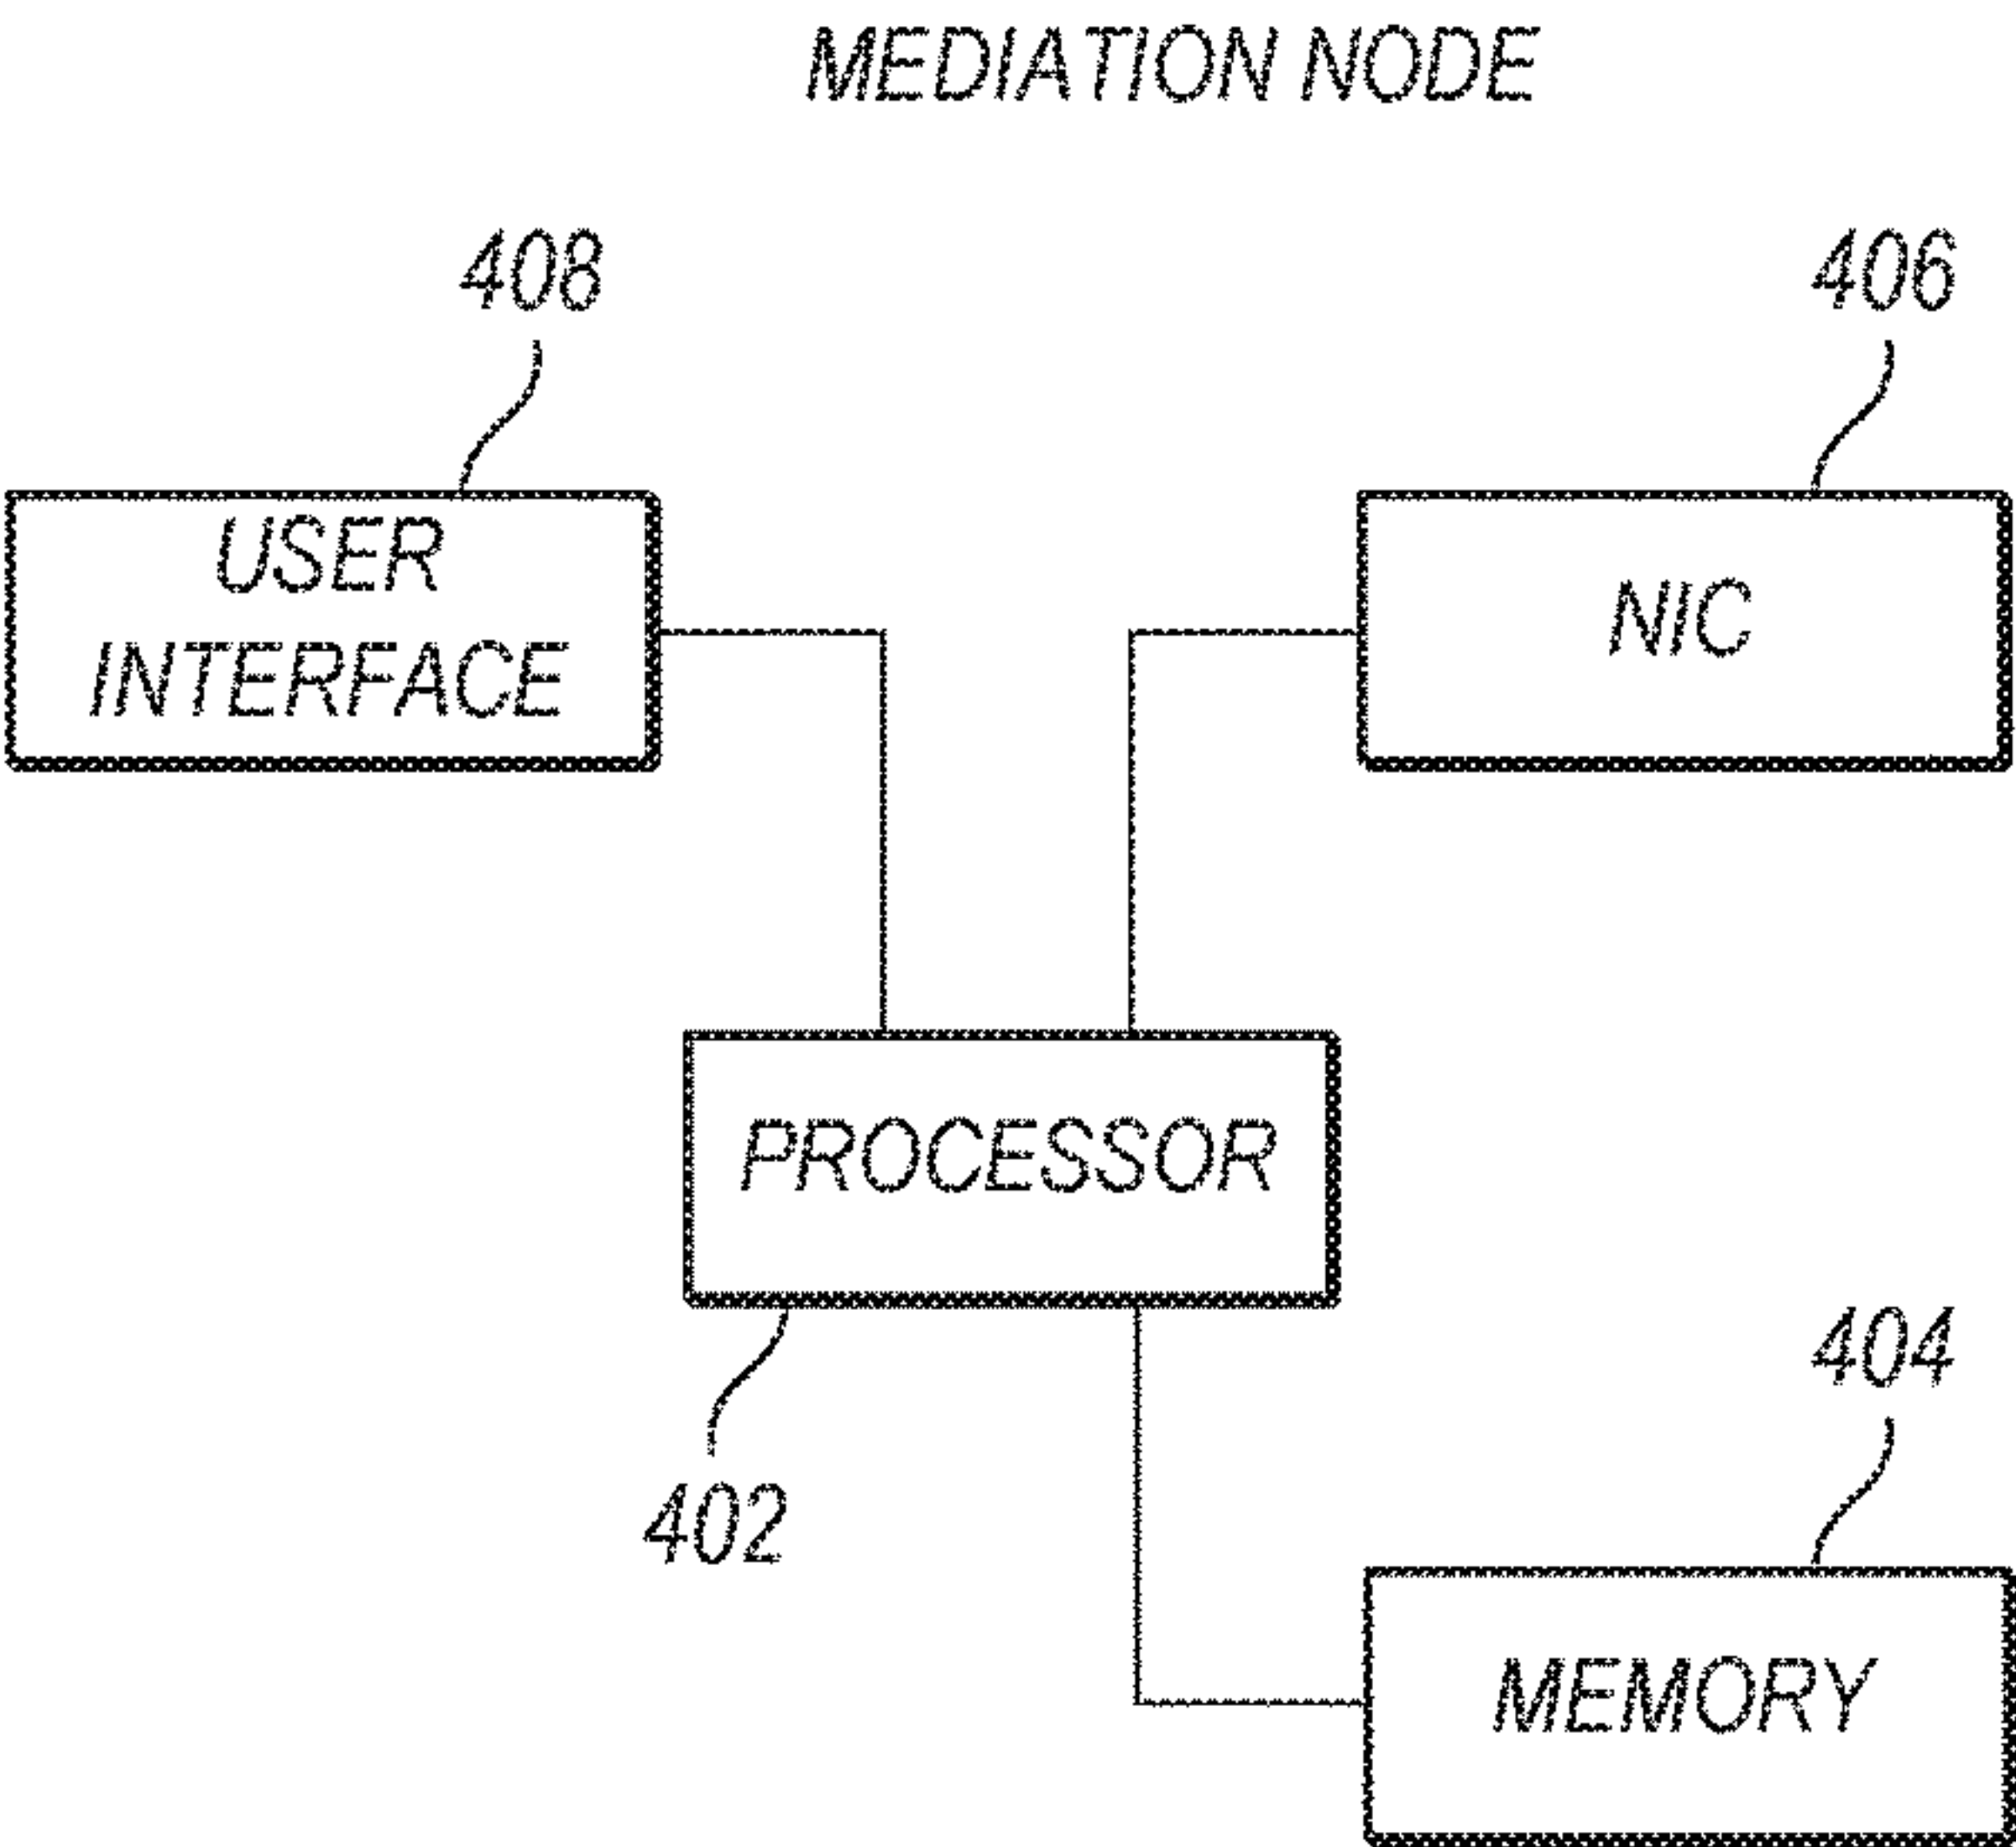 MEDIATION NODE
408
406
USER
INTERFACE
NIC
PROCESSOR
402
404
MEMORY